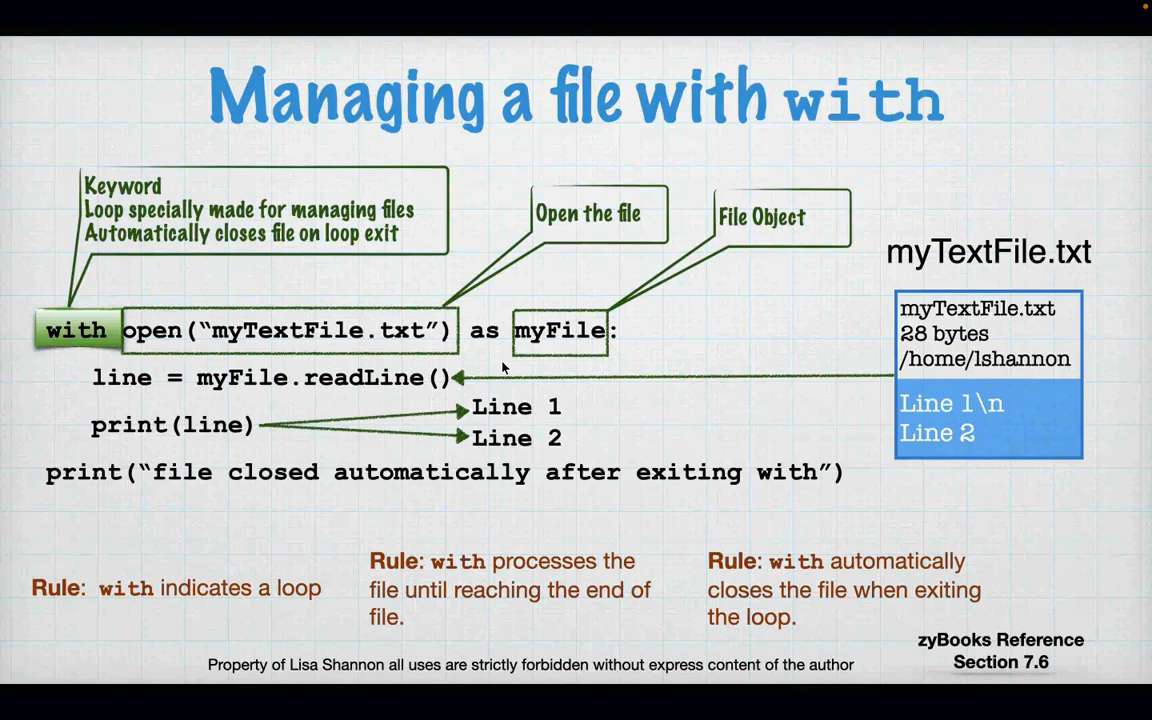 Managing a file with with
Keyword
Loop specially made for managing files
Automatically closes file on loop exit
Open the file
File Object
myTextFile.txt
with open(“myTextFile.txt”) as myFile:
line = myFile.readLine()
print(line)
Line 1
Line 2
print(“file closed automatically after exiting with”)
myTextFile.txt
28 bytes
/home/lshannon
Line 1\n
Line 2
Rule: with indicates a loop
Rule: with processes the
file until reaching the end of
file.
Rule: with automatically
closes the file when exiting
the loop.
zyBooks Reference
Section 7.6
Property of Lisa Shannon all uses are strictly forbidden without express content of the author